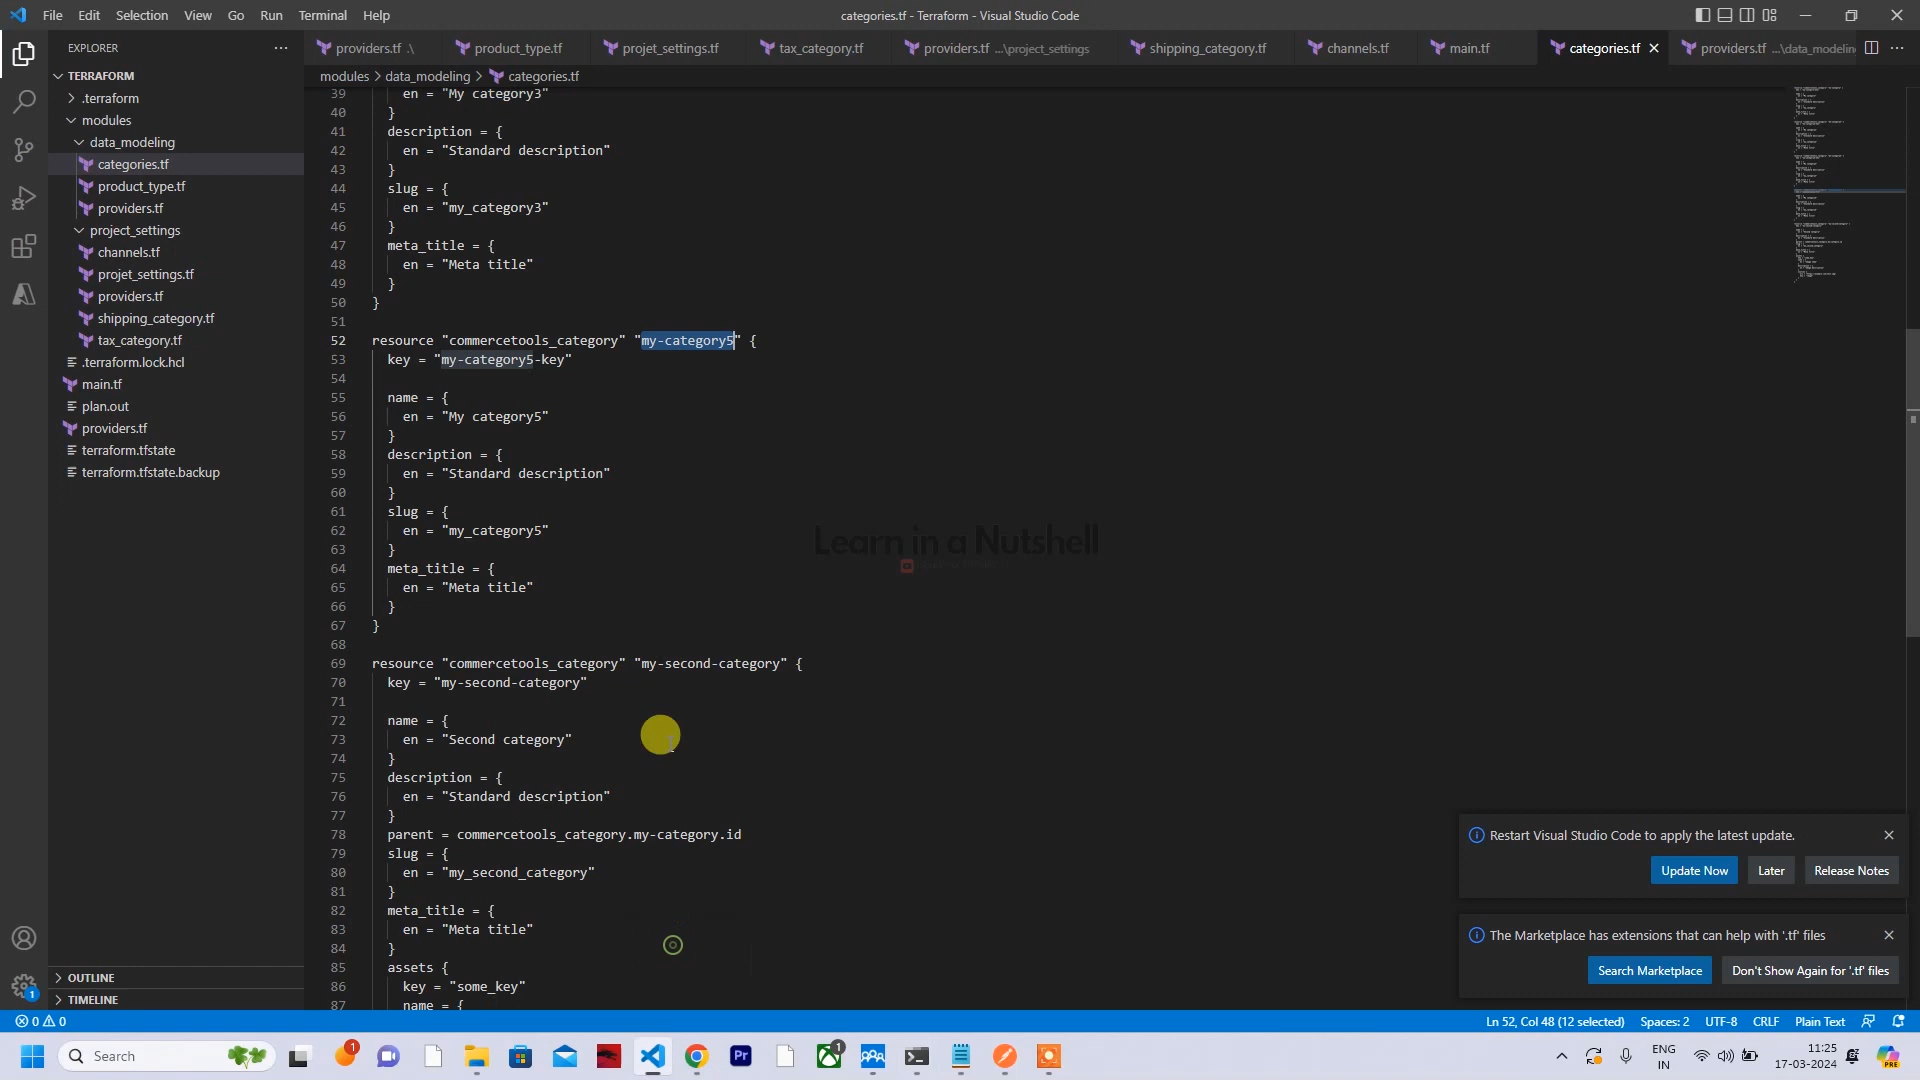 File Edit Selection View Go Run Terminal Help
categories.tf - Terraform - Visual Studio Code
EXPLORER
providers.tf .\ product_type.tf projet_settings.tf tax_category.tf providers.tf ...\project_settings shipping_category.tf channels.tf main.tf categories.tf providers.tf ...\data_modelin
modules > data_modeling > categories.tf
TERRAFORM
.terraform
modules
data_modeling
categories.tf
product_type.tf
providers.tf
project_settings
channels.tf
projet_settings.tf
providers.tf
shipping_category.tf
tax_category.tf
.terraform.lock.hcl
main.tf
plan.out
providers.tf
terraform.tfstate
terraform.tfstate.backup
OUTLINE
TIMELINE
39 en = "My category3"
40 }
41 description = {
42 en = "Standard description"
43 }
44 slug = {
45 en = "my_category3"
46 }
47 meta_title = {
48 en = "Meta title"
49 }
50 }
51
52 resource "commercetools_category" "my-category5" {
53 key = "my-category5-key"
54
55 name = {
56 en = "My category5"
57 }
58 description = {
59 en = "Standard description"
60 }
61 slug = {
62 en = "my_category5"
63 }
64 meta_title = {
65 en = "Meta title"
66 }
67 }
68
69 resource "commercetools_category" "my-second-category" {
70 key = "my-second-category"
71
72 name = {
73 en = "Second category"
74 }
75 description = {
76 en = "Standard description"
77 }
78 parent = commercetools_category.my-category.id
79 slug = {
80 en = "my_second_category"
81 }
82 meta_title = {
83 en = "Meta title"
84 }
85 assets {
86 key = "some_key"
87 name = {
Learn in a Nutshell
Restart Visual Studio Code to apply the latest update.
Update Now Later Release Notes
The Marketplace has extensions that can help with '.tf' files
Search Marketplace Don't Show Again for '.tf' files
1
0 0
Ln 52, Col 48 (12 selected) Spaces: 2 UTF-8 CRLF Plain Text
Search
1
Pr
1
ENG
IN
11:25
17-03-2024
PRE